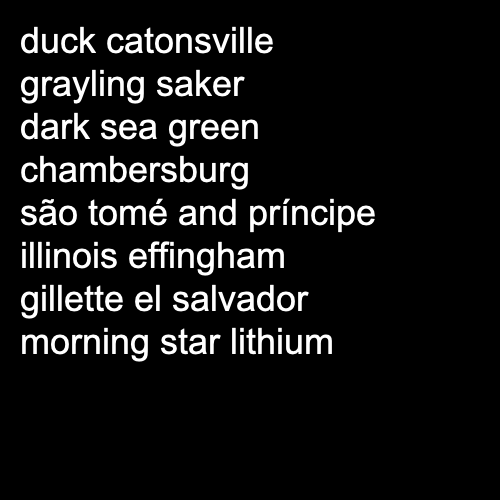 duck catonsville
grayling saker
dark sea green
chambersburg
são tomé and príncipe
illinois effingham
gillette el salvador
morning star lithium